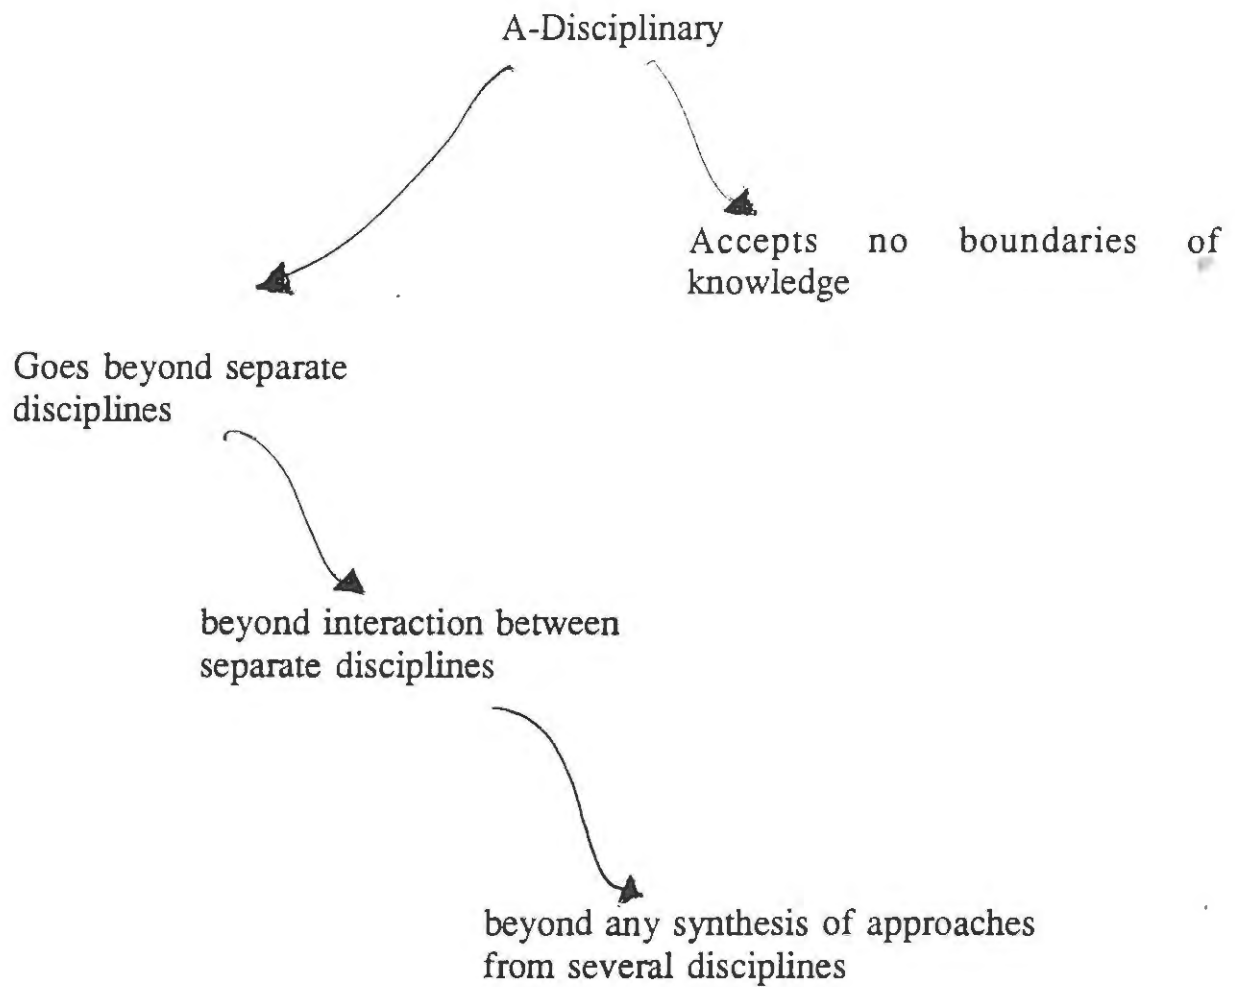 A-Disciplinary
Accepts no boundaries of
knowledge
Goes beyond separate
disciplines
beyond interaction between
separate disciplines
beyond any synthesis of approaches
from several disciplines